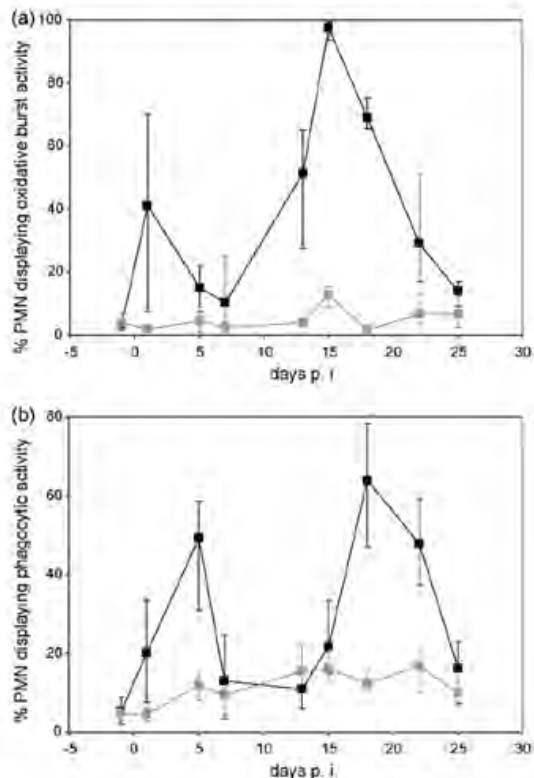 (a)
% PMN displaying oxidative burst activity
100
80
60
40
20
0
-5 0 5 10 15 20 25 30
days p. i
(b)
% PMN displaying phagocytic activity
80
60
40
20
0
-5 0 5 10 15 20 25 30
days p. i.